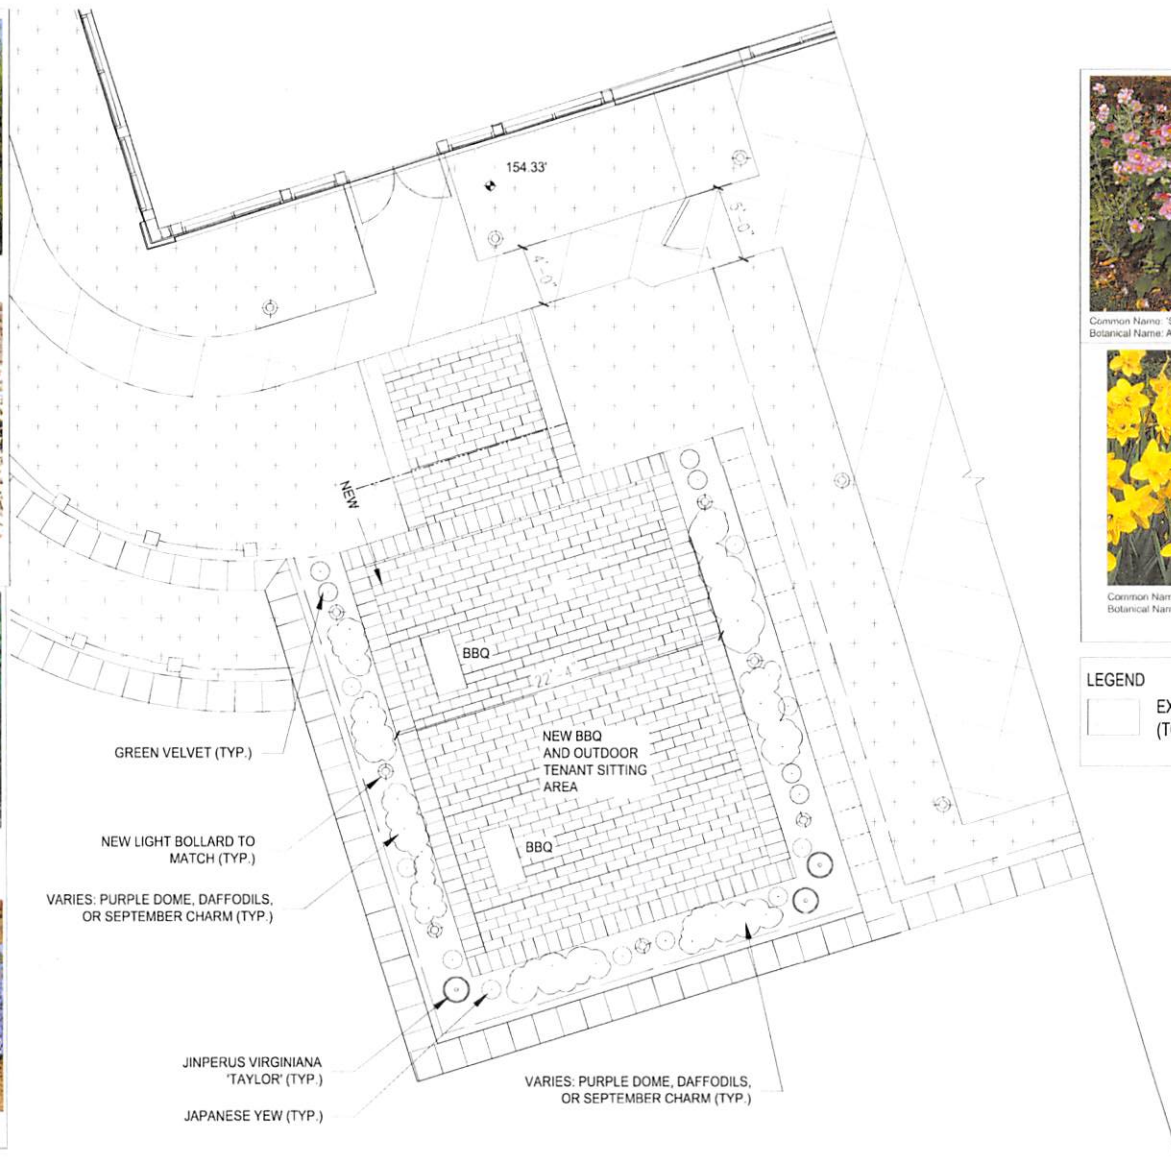 154.33'
5'-0"
4'-0"
NEW
BBQ
22'-4"
NEW BBQ
AND OUTDOOR
TENANT SITTING
AREA
BBQ
GREEN VELVET (TYP.)
NEW LIGHT BOLLARD TO
MATCH (TYP.)
VARIES: PURPLE DOME, DAFFODILS,
OR SEPTEMBER CHARM (TYP.)
JINPERUS VIRGINIANA
'TAYLOR' (TYP.)
JAPANESE YEW (TYP.)
VARIES: PURPLE DOME, DAFFODILS,
OR SEPTEMBER CHARM (TYP.)
Common Name: 'S
Botanical Name: A
Common Nam
Botanical Nam
LEGEND
EX
(T